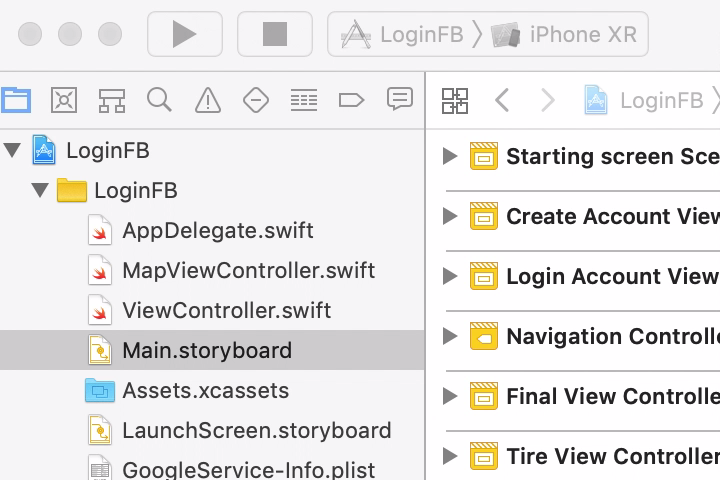 LoginFB
iPhone XR
LoginFB
LoginFB
LoginFB
AppDelegate.swift
MapViewController.swift
ViewController.swift
Main.storyboard
Assets.xcassets
LaunchScreen.storyboard
GoogleService-Info.plist
Starting screen Sce
Create Account View
Login Account View
Navigation Controlle
Final View Controller
Tire View Controller